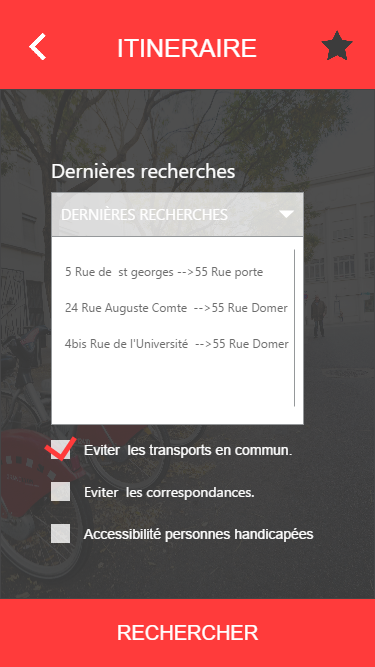 ITINERAIRE
Dernières recherches
DERNIÈRES RECHERCHES
5 Rue de  st georges -->55 Rue porte
24 Rue Auguste Comte  -->55 Rue Domer
4bis Rue de l'Université  -->55 Rue Domer
Eviter  les transports en commun.
Eviter  les correspondances.
Accessibilité personnes handicapées
RECHERCHER